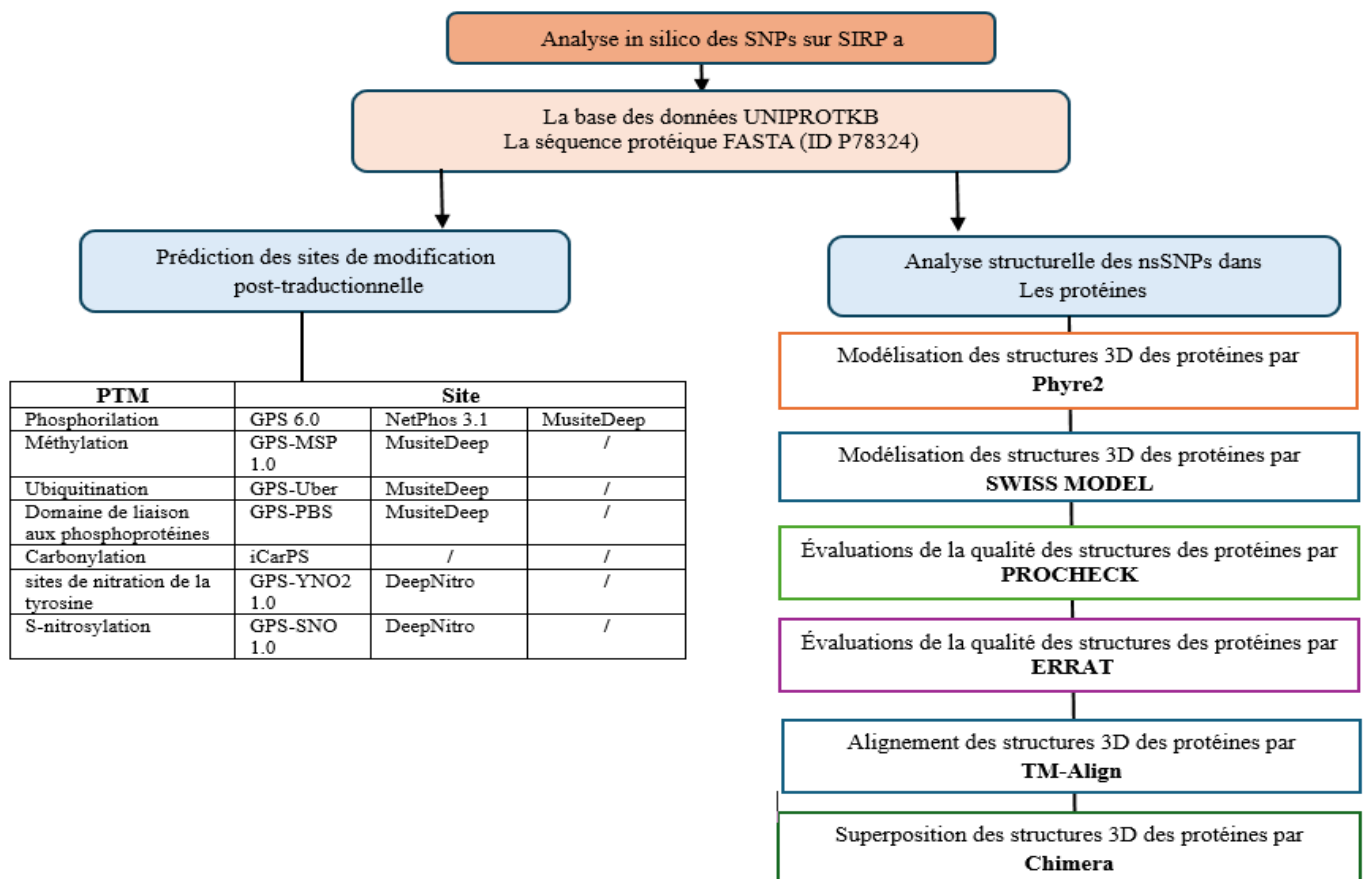 Analyse in silico des SNPs sur SIRP a
La base des données UNIPROTKB
La séquence protéique FASTA (ID P78324)
Prédiction des sites de modification
post-traductionnelle
PTM Site
Phosphorilation GPS 6.0 NetPhos 3.1 MusiteDeep
Méthylation GPS-MSP MusiteDeep /
1.0
Ubiquitination GPS-Uber MusiteDeep /
Domaine de liaison GPS-PBS MusiteDeep /
aux phosphoprotéines
Carbonylation iCarPS / /
sites de nitration de la GPS-YNO2 DeepNitro /
tyrosine 1.0
S-nitrosylation GPS-SNO DeepNitro /
1.0
Analyse structurelle des nsSNPs dans
Les protéines
Modélisation des structures 3D des protéines par
Phyre2
Modélisation des structures 3D des protéines par
SWISS MODEL
Évaluations de la qualité des structures des protéines par
PROCHECK
Évaluations de la qualité des structures des protéines par
ERRAT
Alignement des structures 3D des protéines par
TM-Align
Superposition des structures 3D des protéines par
Chimera